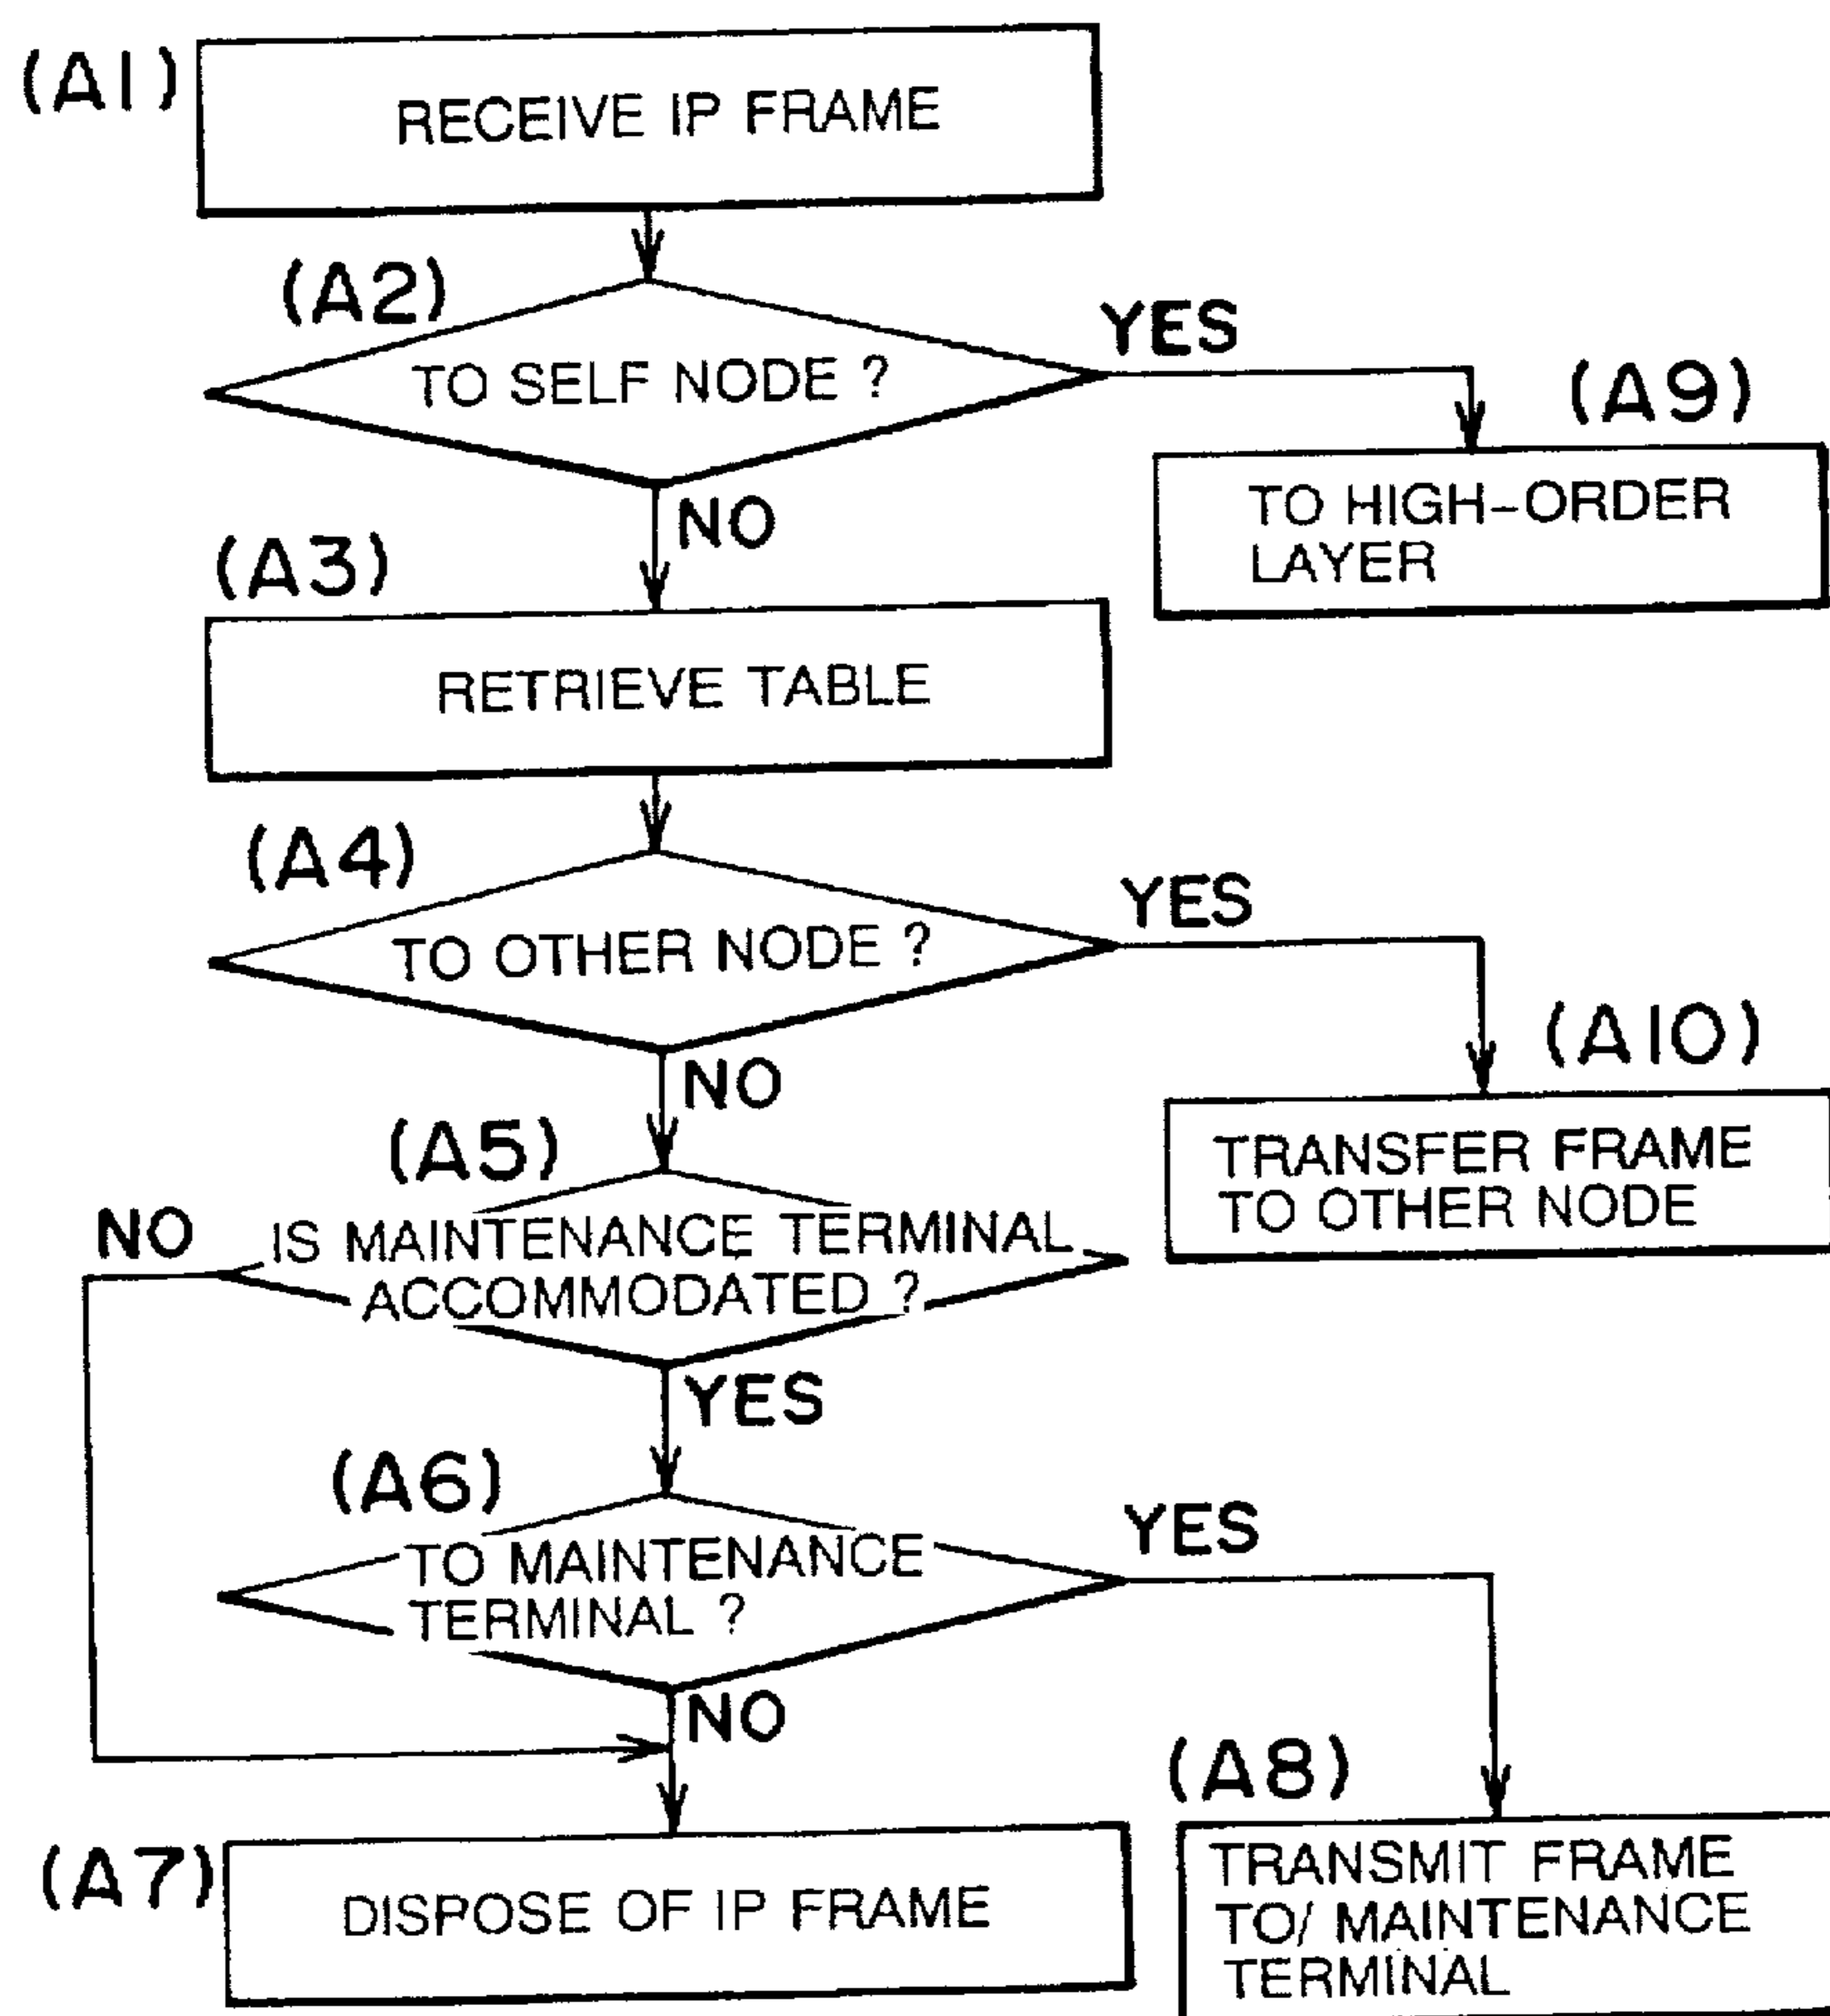 (A1)
RECEIVE IP FRAME
(A2)
TO SELF NODE ?
YES
NO
(A9)
TO HIGH-ORDER
LAYER
(A3)
RETRIEVE TABLE
(A4)
TO OTHER NODE ?
YES
NO
(A10)
TRANSFER FRAME
TO OTHER NODE
(A5)
NO
IS MAINTENANCE TERMINAL
ACCOMMODATED ?
YES
(A6)
TO MAINTENANCE
TERMINAL ?
YES
NO
(A8)
TRANSMIT FRAME
TO/ MAINTENANCE
TERMINAL
(A7)
DISPOSE OF IP FRAME